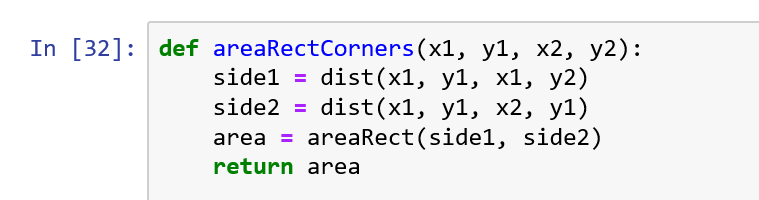 In [32]: def areaRectCorners(x1, y1, x2, y2):
    side1 = dist(x1, y1, x1, y2)
    side2 = dist(x1, y1, x2, y1)
    area = areaRect(side1, side2)
    return area